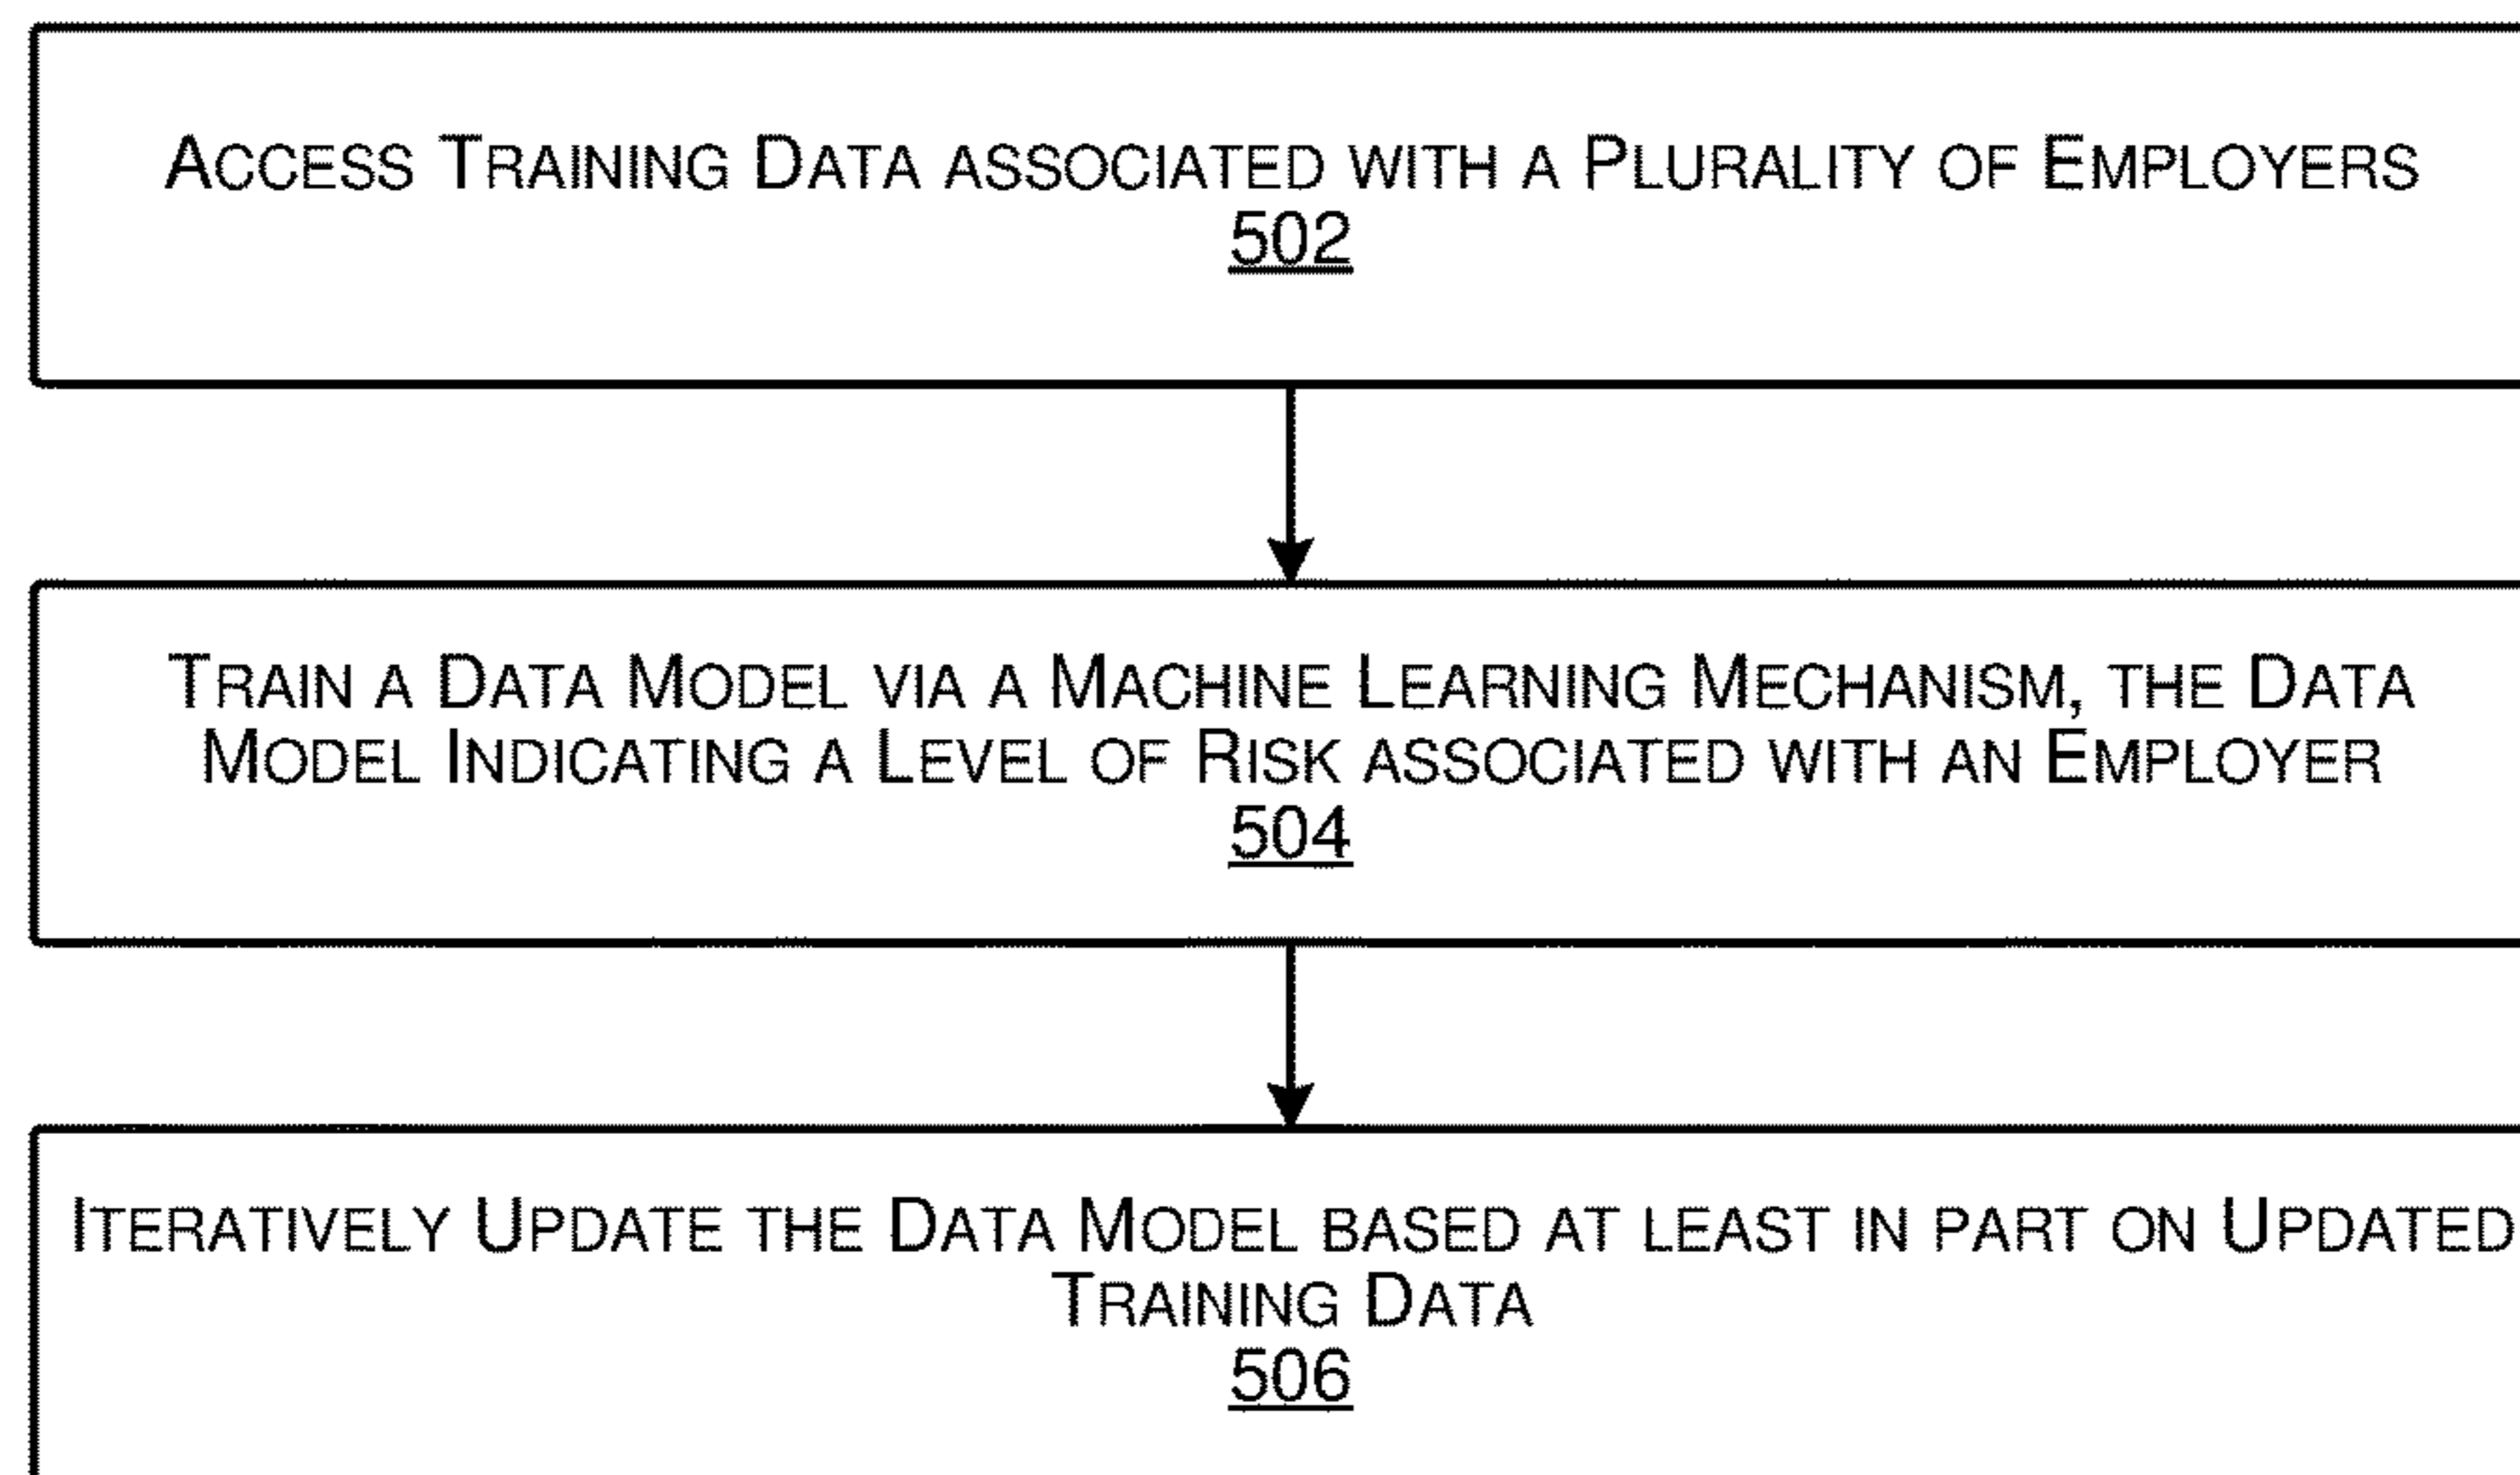 ACCESS TRAINING DATA ASSOCIATED WITH A PLURALITY OF EMPLOYERS
502
TRAIN A DATA MODEL VIA A MACHINE LEARNING MECHANISM, THE DATA
MODEL INDICATING A LEVEL OF RISK ASSOCIATED WITH AN EMPLOYER
504
ITERATIVELY UPDATE THE DATA MODEL BASED AT LEAST IN PART ON UPDATED
TRAINING DATA
506